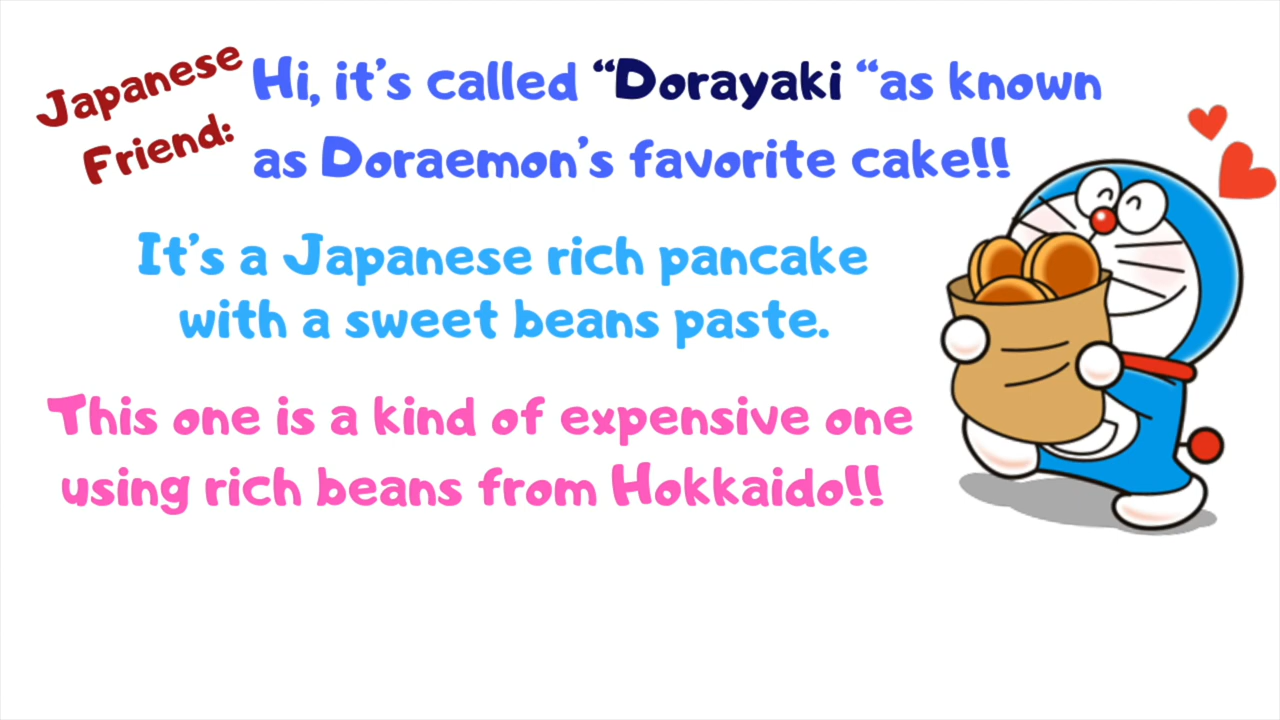 Japanese
Friend:
Hi, it’s called “Dorayaki “as known
as Doraemon’s favorite cake!!
It’s a Japanese rich pancake
with a sweet beans paste.
This one is a kind of expensive one
using rich beans from Hokkaido!!